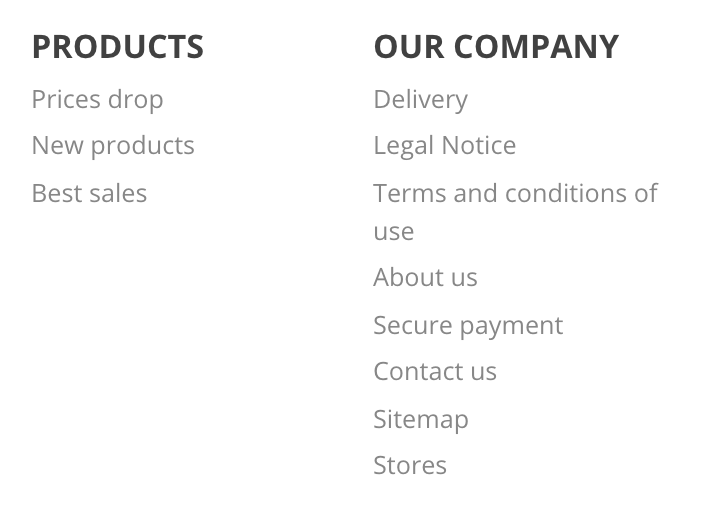 PRODUCTS
Prices drop
New products
Best sales
OUR COMPANY
Delivery
Legal Notice
Terms and conditions of
use
About us
Secure payment
Contact us
Sitemap
Stores